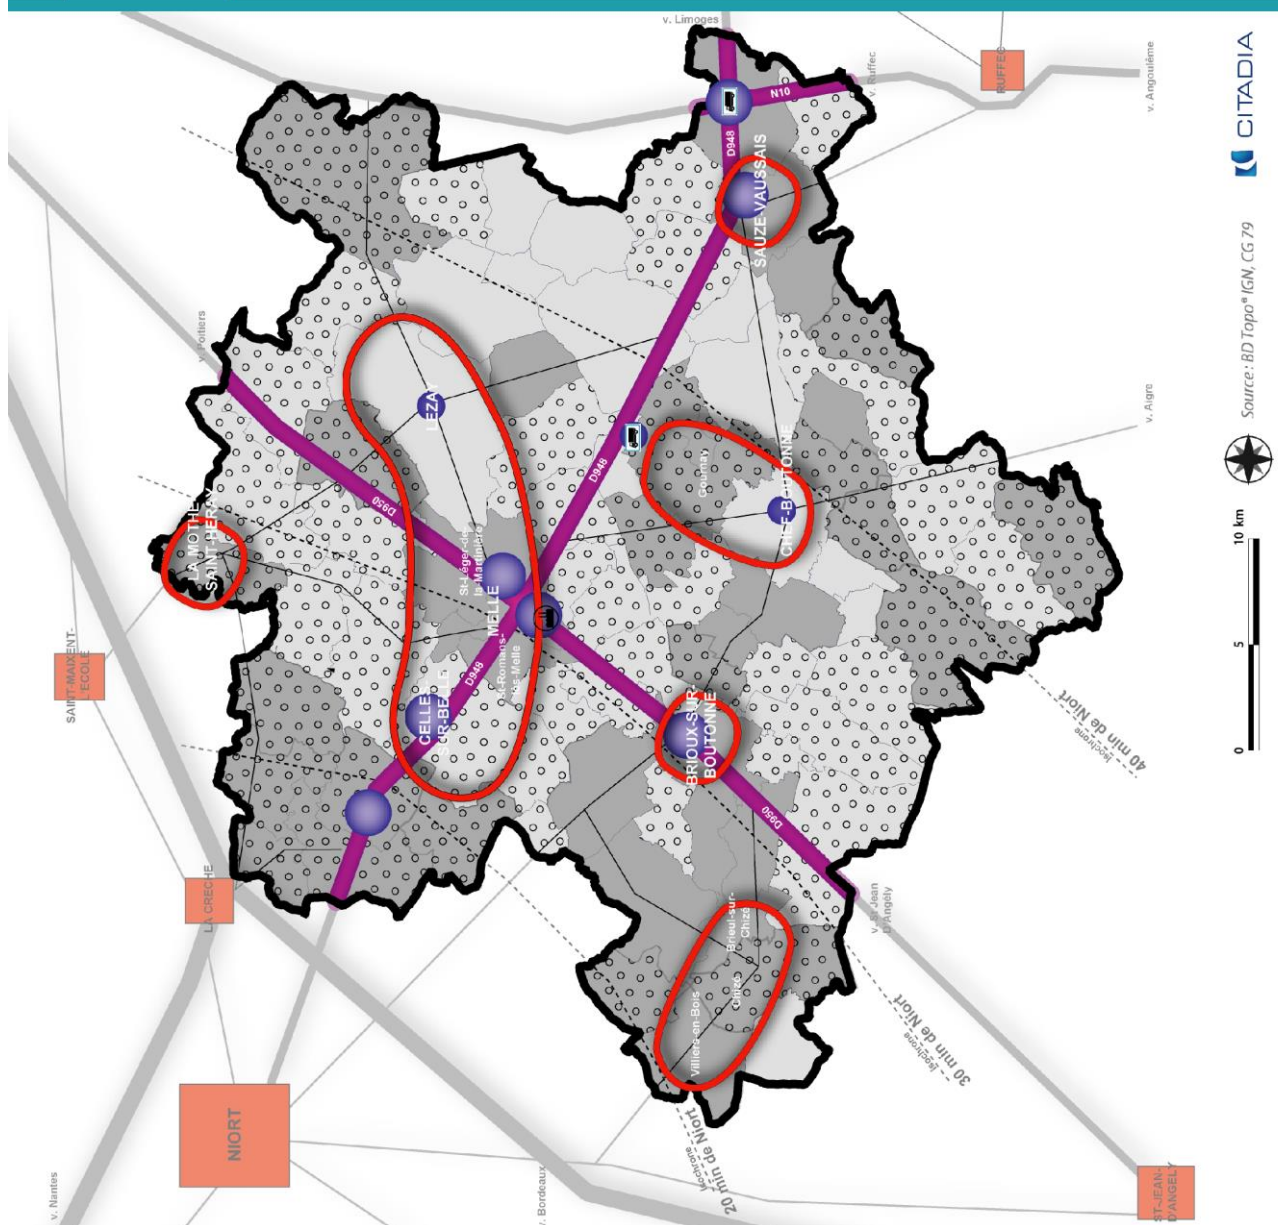 v. Limoges
RUFFEC
v. Ruffec
v. Angoulême
N10
D948
SAUZE-VAUSSAIS
v. Poitiers
LEZAY
D950
LA MOTHE-
SAINT-HERAY
St-Léger-de-
la-Martinière
MELLE
D948
Gournay
CHEF-BOUTONNE
v. Aigre
SAINT-MAIXENT-
L'ECOLE
CELLES-
SUR-BELLE
D948
St-Romans-
lès-Melle
BRIOUX-SUR-
BOUTONNE
D950
LA CRECHE
v. St Jean
D'Angély
Brieul-sur-
Chizé
Chizé
Villiers-en-Bois
NIORT
v. Nantes
v. Bordeaux
ST-JEAN-
D'ANGELY
Isochrone
20 min de Niort
Isochrone
30 min de Niort
Isochrone
40 min de Niort
0 5 10 km
Source : BD Topo® IGN, CG 79
CITADIA